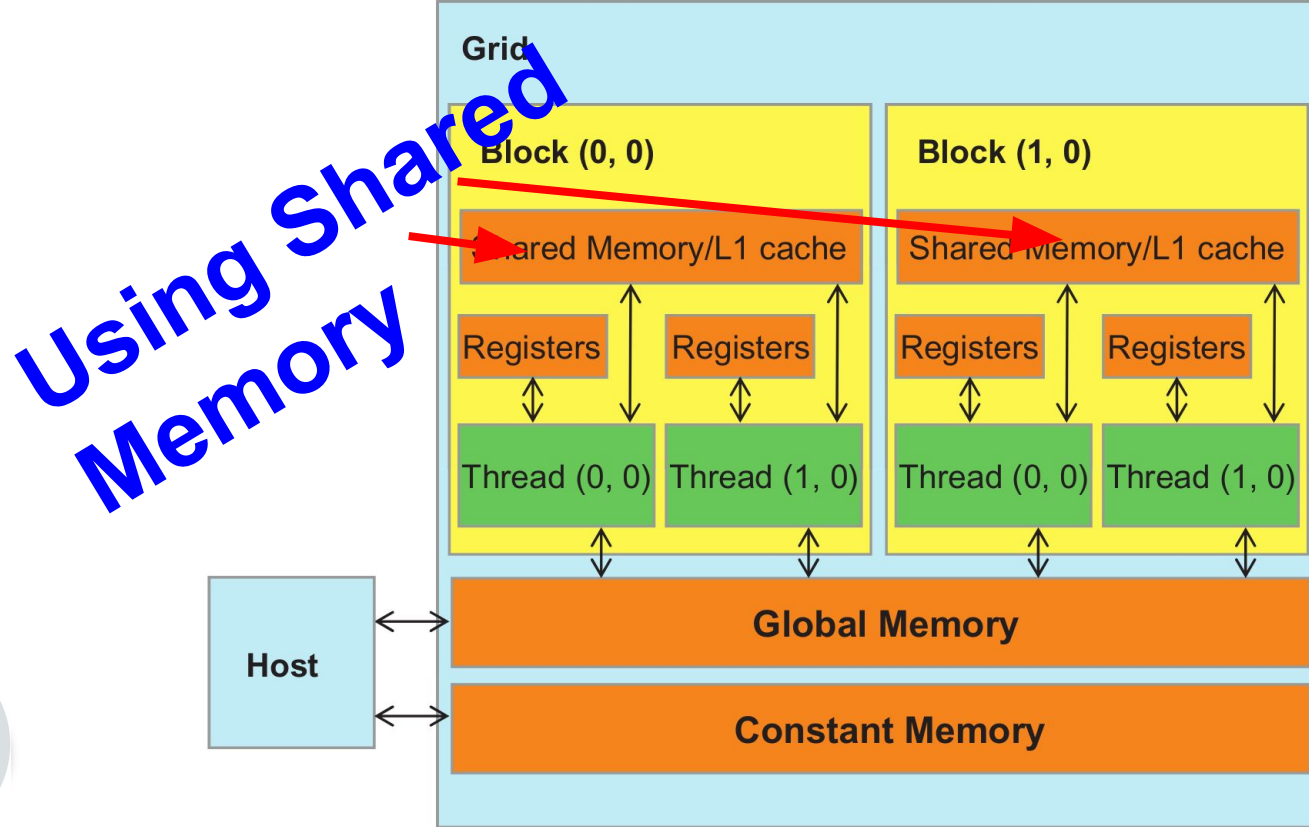 Grid
Using Shared
Memory
Block (0, 0)
Block (1, 0)
Shared Memory/L1 cache
Shared Memory/L1 cache
Registers
Registers
Registers
Registers
Thread (0, 0)
Thread (1, 0)
Thread (0, 0)
Thread (1, 0)
Global Memory
Host
Constant Memory